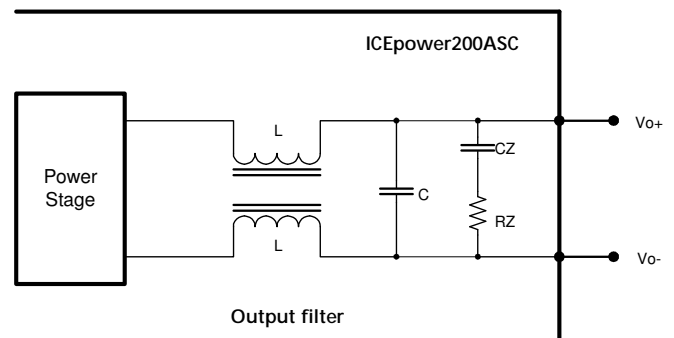 ICEpower200ASC
L
Vo+
CZ
Power
Stage
C
RZ
L
Vo-
Output filter